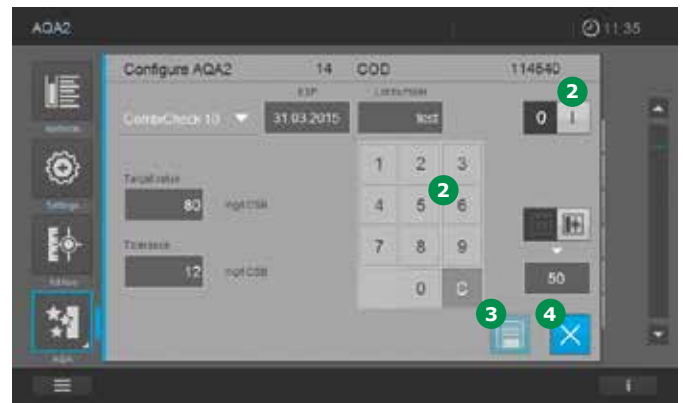 AQA2 11:35
Configure AQA2 14 COD 114540
EXP Lot number
CombiCheck 10 31.03.2015 test 0 I
2
1 2 3
Target value
2
80 mg/l CSB 4 5 6
7 8 9
Tolerance
12 mg/l CSB 0 C 50
3 4
Settings
AQA
i